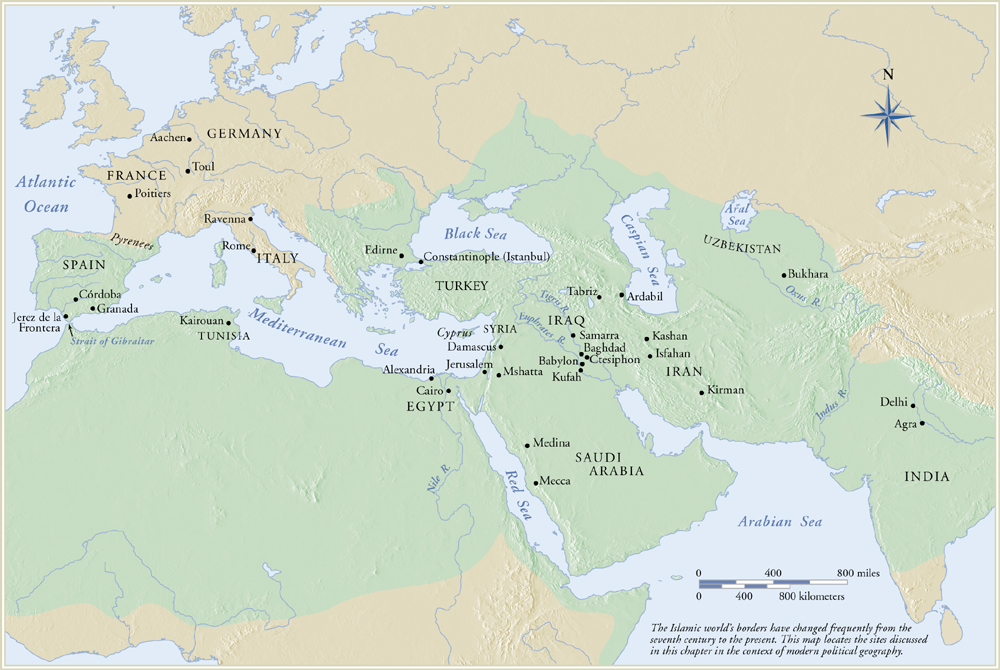 N
Aachen
GERMANY
Toul
FRANCE
Poitiers
Atlantic
Ocean
Ravenna
Pyrenees
Rome
ITALY
SPAIN
Córdoba
Granada
Jerez de la
Frontera
Strait of Gibraltar
Kairouan
TUNISIA
Mediterranean
Sea
Black Sea
Edirne
Constantinople (Istanbul)
TURKEY
Caspian Sea
Aral
Sea
UZBEKISTAN
Bukhara
Oxus R.
Tabriz
Ardabil
Tigris R.
Euphrates R.
IRAQ
Samarra
Cyprus
SYRIA
Damascus
Baghdad
Ctesiphon
Babylon
Kufah
Kashan
Isfahan
IRAN
Kirman
Jerusalem
Mshatta
Alexandria
Cairo
EGYPT
Nile R.
Red Sea
Medina
SAUDI
ARABIA
Mecca
Indus R.
Delhi
Agra
INDIA
Arabian Sea
0 400 800 miles
0 400 800 kilometers
The Islamic world's borders have changed frequently from the
seventh century to the present. This map locates the sites discussed
in this chapter in the context of modern political geography.